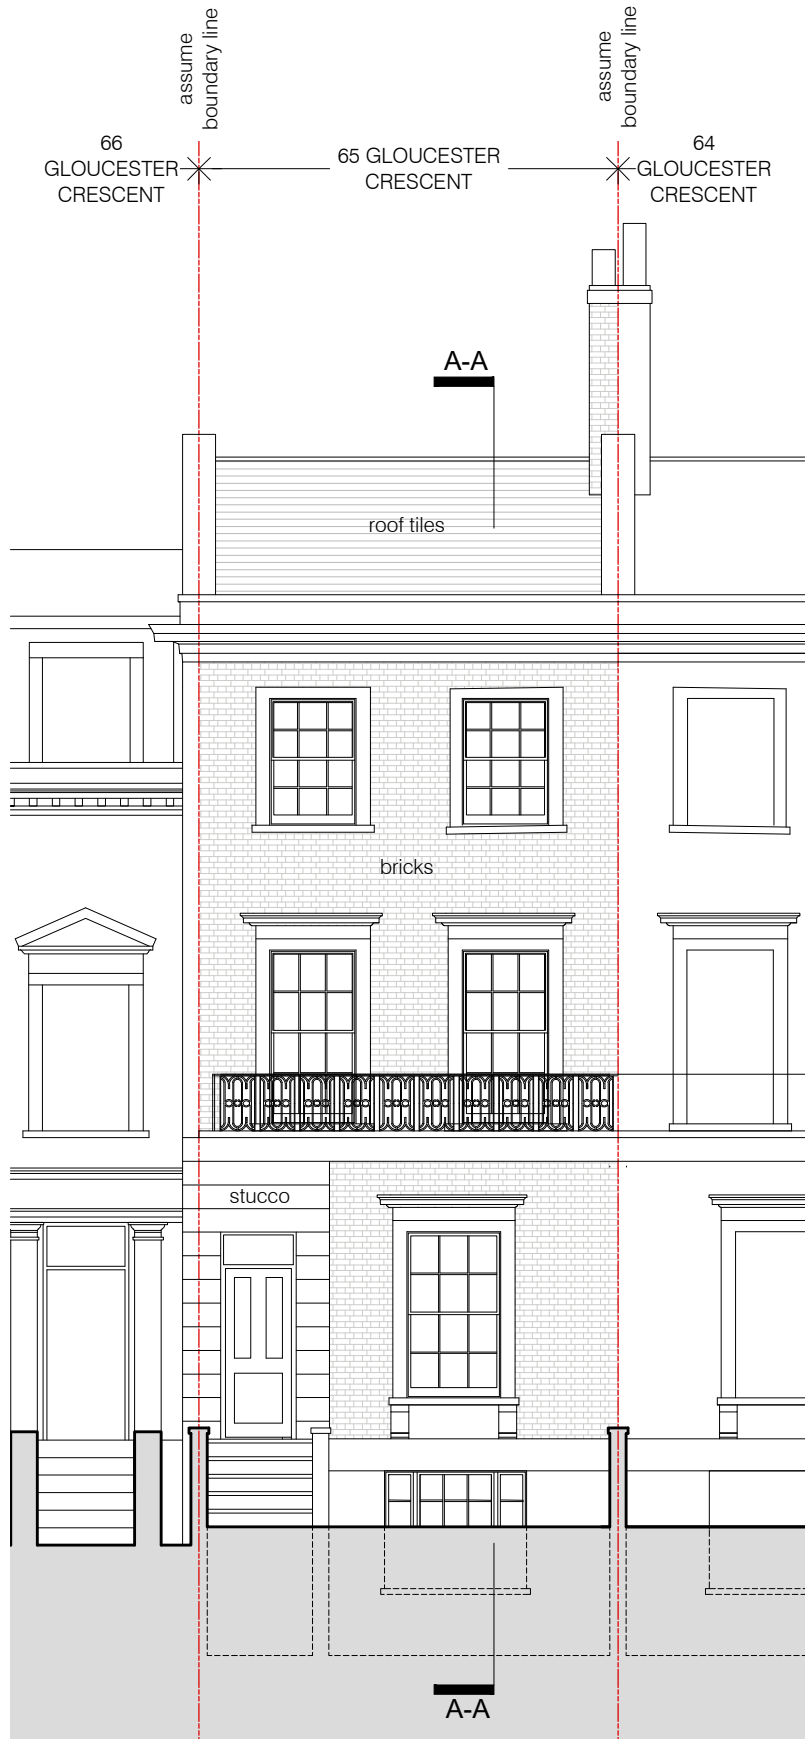 assume
boundary line
assume
boundary line
66
GLOUCESTER
CRESCENT
65 GLOUCESTER
CRESCENT
64
GLOUCESTER
CRESCENT
A-A
roof tiles
bricks
stucco
A-A